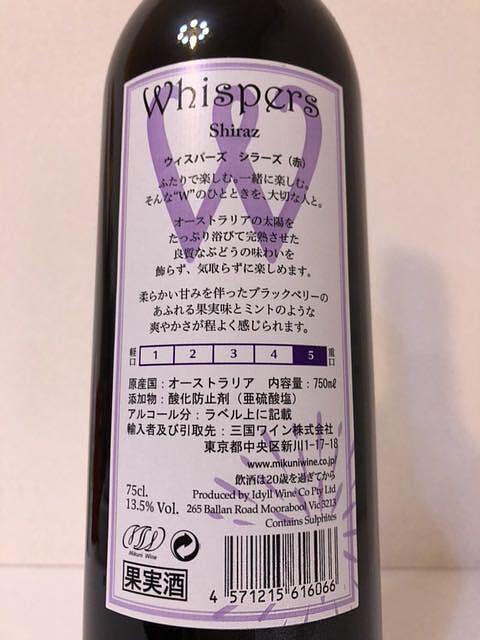 Whispers
Shiraz
ウィスパーズ シラーズ（赤）
ふたりで楽しむ。一緒に楽しむ。
そんな“W”のひとときを、大切な人と。
オーストラリアの太陽を
たっぷり浴びて完熟させた
良質なぶどうの味わいを
飾らず、気取らずに楽しめます。
柔らかい甘みを伴ったブラックベリーの
あふれる果実味とミントのような
爽やかさが程よく感じられます。
軽口 1 2 3 4 5 重口
原産国：オーストラリア 内容量：750mℓ
添加物：酸化防止剤（亜硫酸塩）
アルコール分：ラベル上に記載
輸入者及び引取先：三国ワイン株式会社
東京都中央区新川1-17-18
www.mikuniwine.co.jp
飲酒は20歳を過ぎてから
75cl. Produced by Idyll Wine Co Pty Ltd
13.5% Vol. 265 Ballan Road Moorabool Vic 3213
Contains Sulphites
Mikuni Wine
果実酒
4 571215 616066